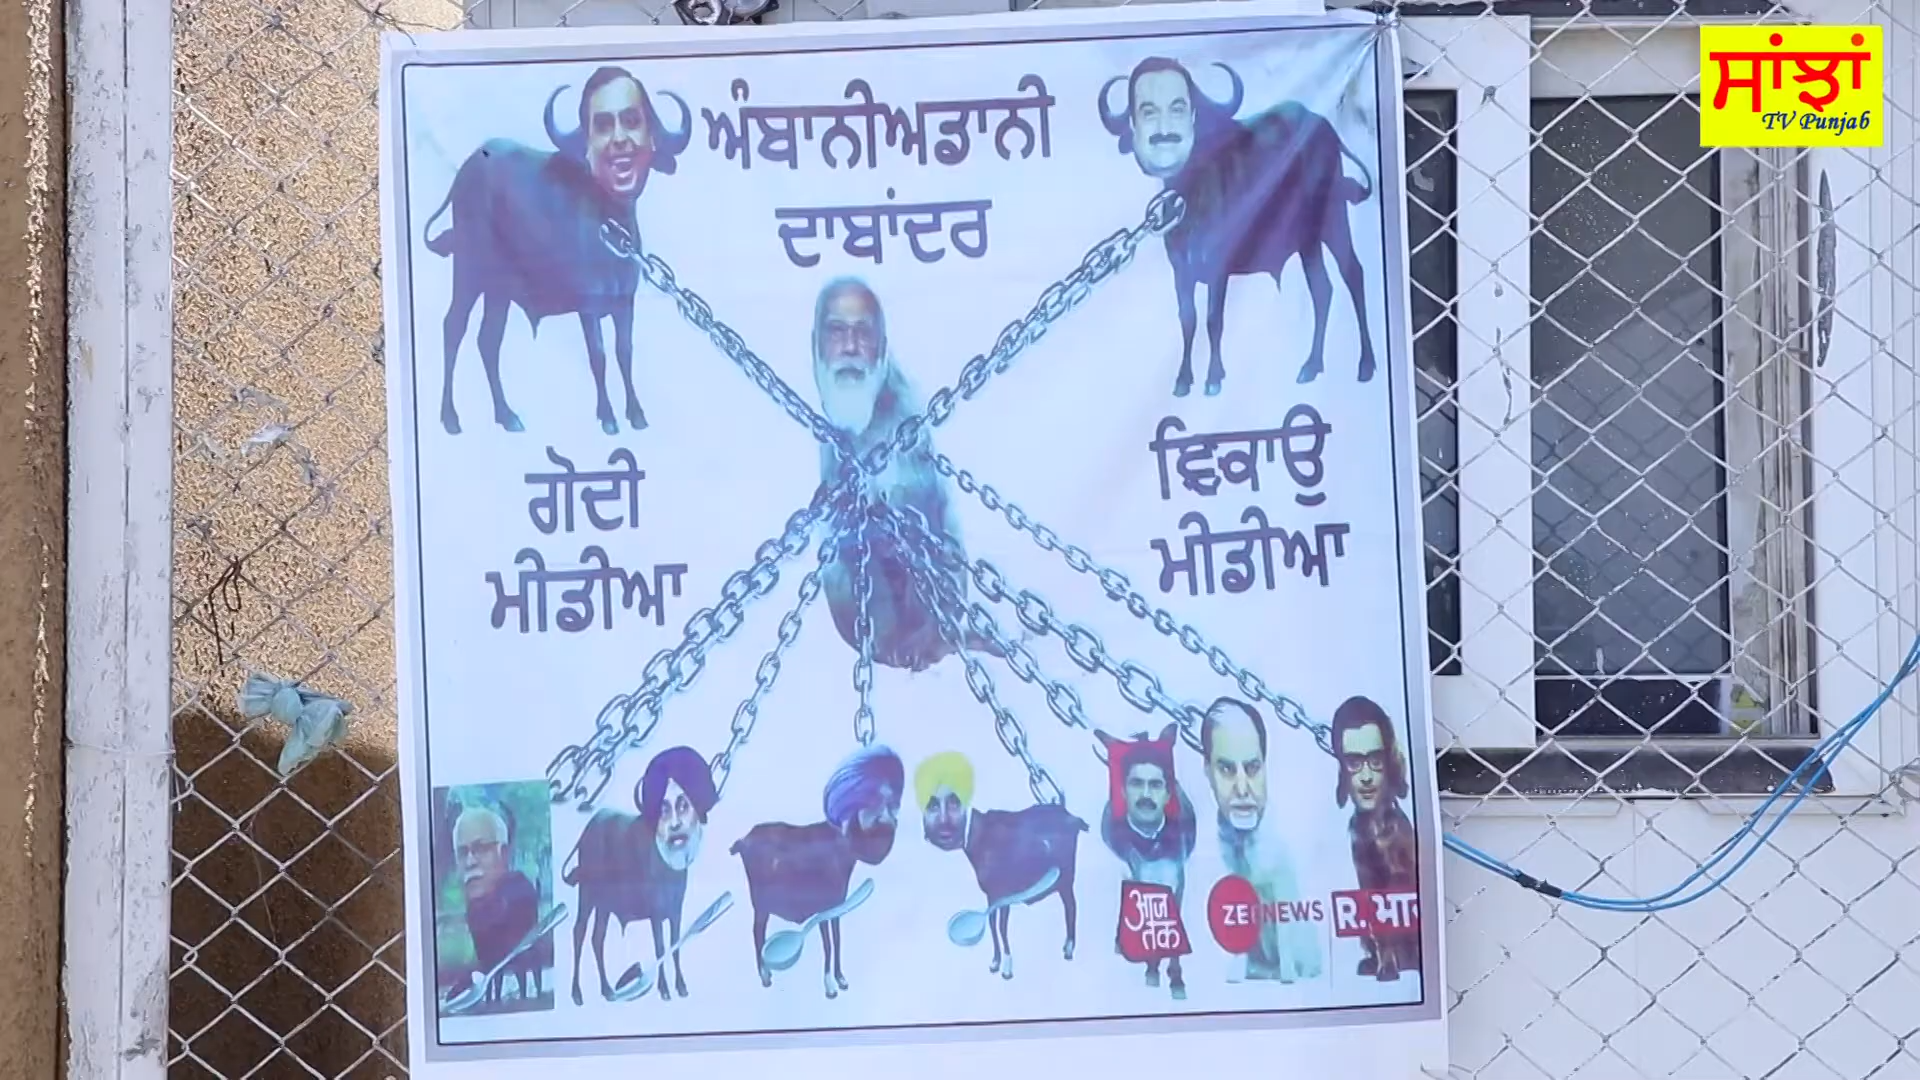 ਸਾਂਝਾਂ
TV Punjab
ਅੰਬਾਨੀਅਡਾਨੀ
ਦਾਬਾਂਦਰ
ਗੋਦੀ
ਮੀਡੀਆ
ਵਿਕਾਊ
ਮੀਡੀਆ
आज
तक
ZEE NEWS
R. भार